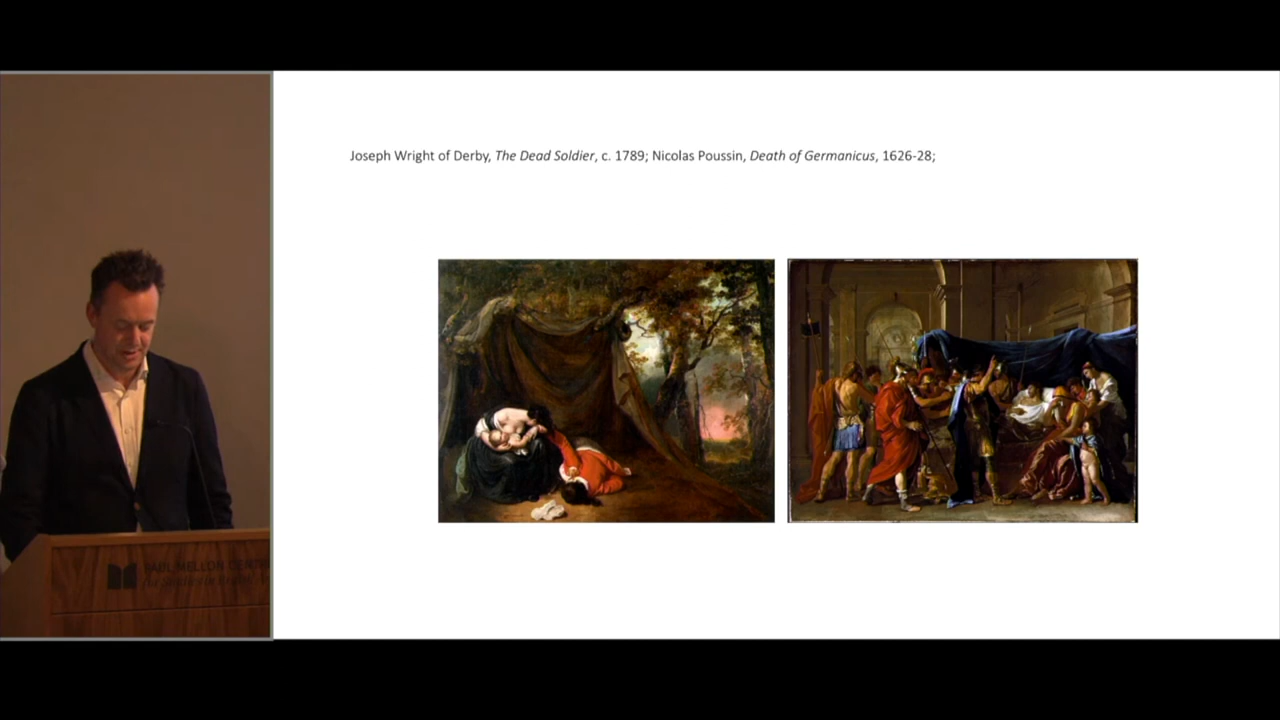 Joseph Wright of Derby, The Dead Soldier, c. 1789; Nicolas Poussin, Death of Germanicus, 1626-28;
PAUL MELLON CENTRE